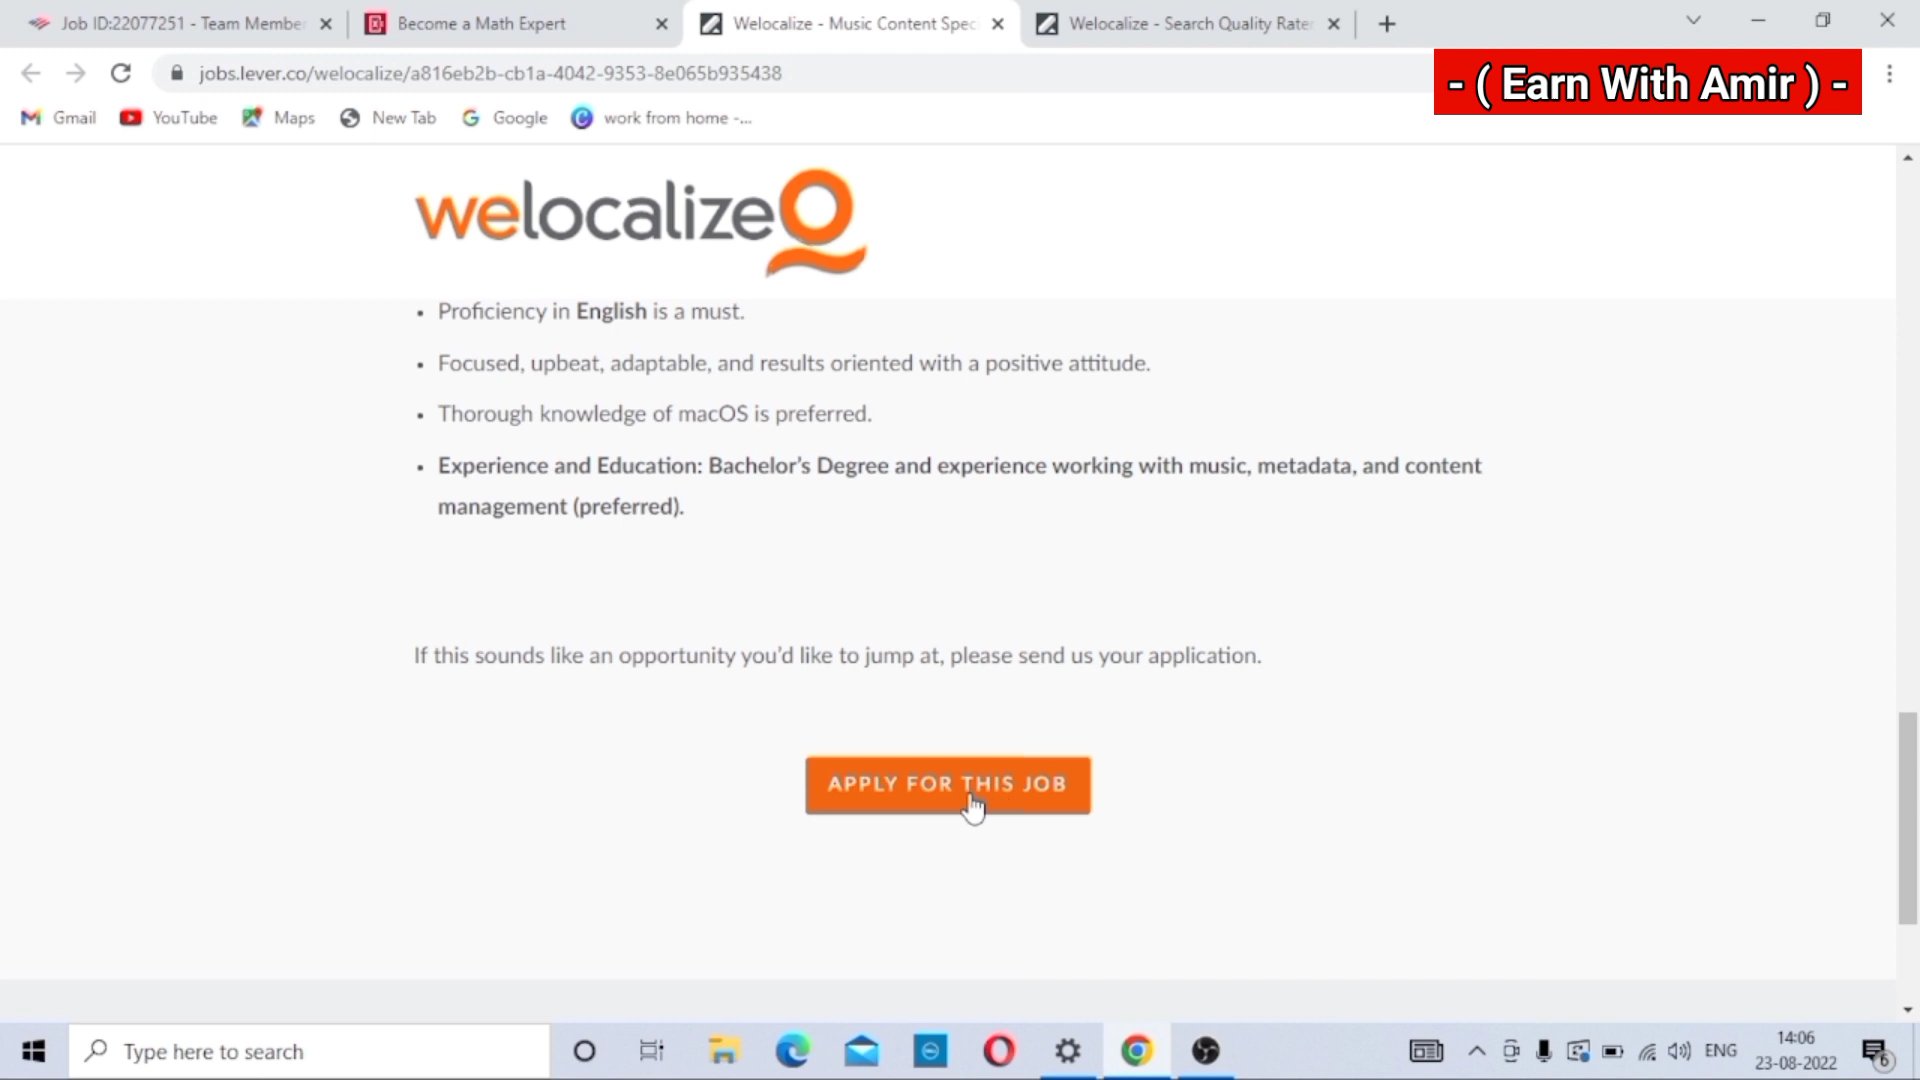 Job ID:22077251 - Team Member
Become a Math Expert
Welocalize - Music Content Spec
Welocalize - Search Quality Rater
jobs.lever.co/welocalize/a816eb2b-cb1a-4042-9353-8e065b935438
- ( Earn With Amir ) -
Gmail
YouTube
Maps
New Tab
Google
work from home -...
welocalize
• Proficiency in English is a must.
• Focused, upbeat, adaptable, and results oriented with a positive attitude.
• Thorough knowledge of macOS is preferred.
• Experience and Education: Bachelor’s Degree and experience working with music, metadata, and content
management (preferred).
If this sounds like an opportunity you’d like to jump at, please send us your application.
APPLY FOR THIS JOB
Type here to search
ENG
14:06
23-08-2022
6